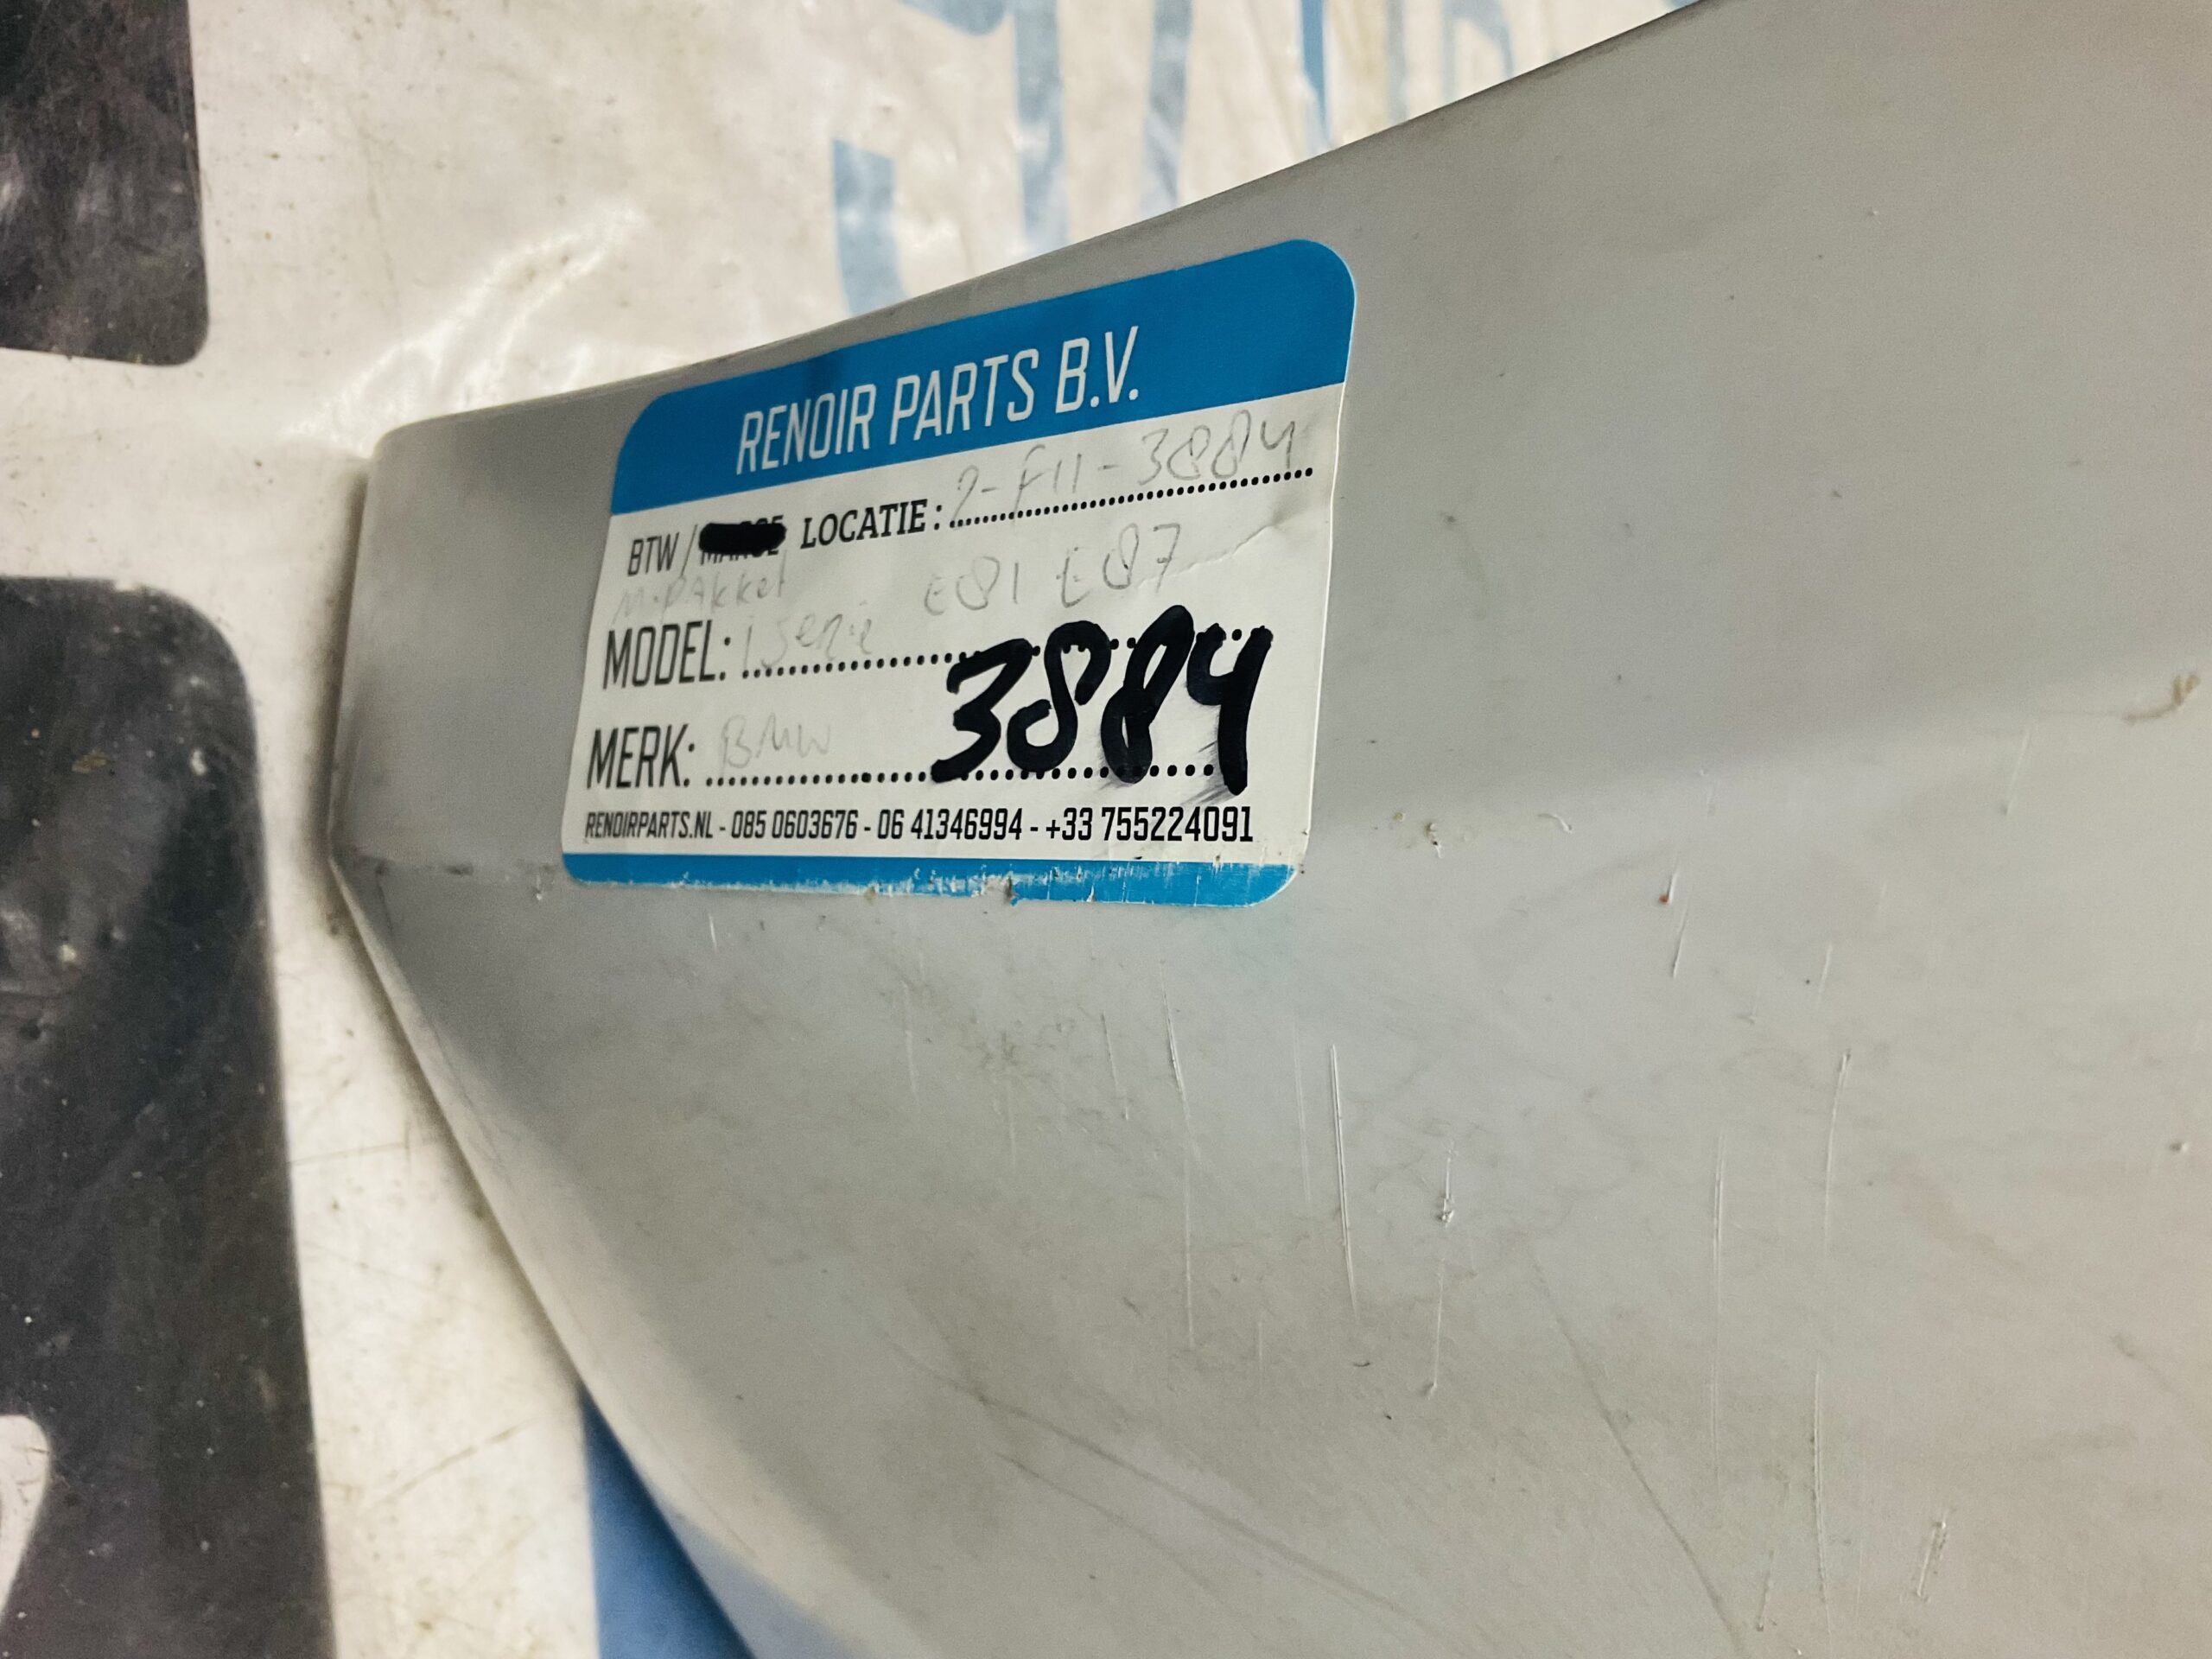 RENOIR PARTS B.V.
BTW / LOCATIE: 2-F11-3884
M-PAkket E81 E87
MODEL: 1 Serie
3884
MERK: BMW
RENOIRPARTS.NL - 085 0603676 - 06 41346994 - +33 755224091